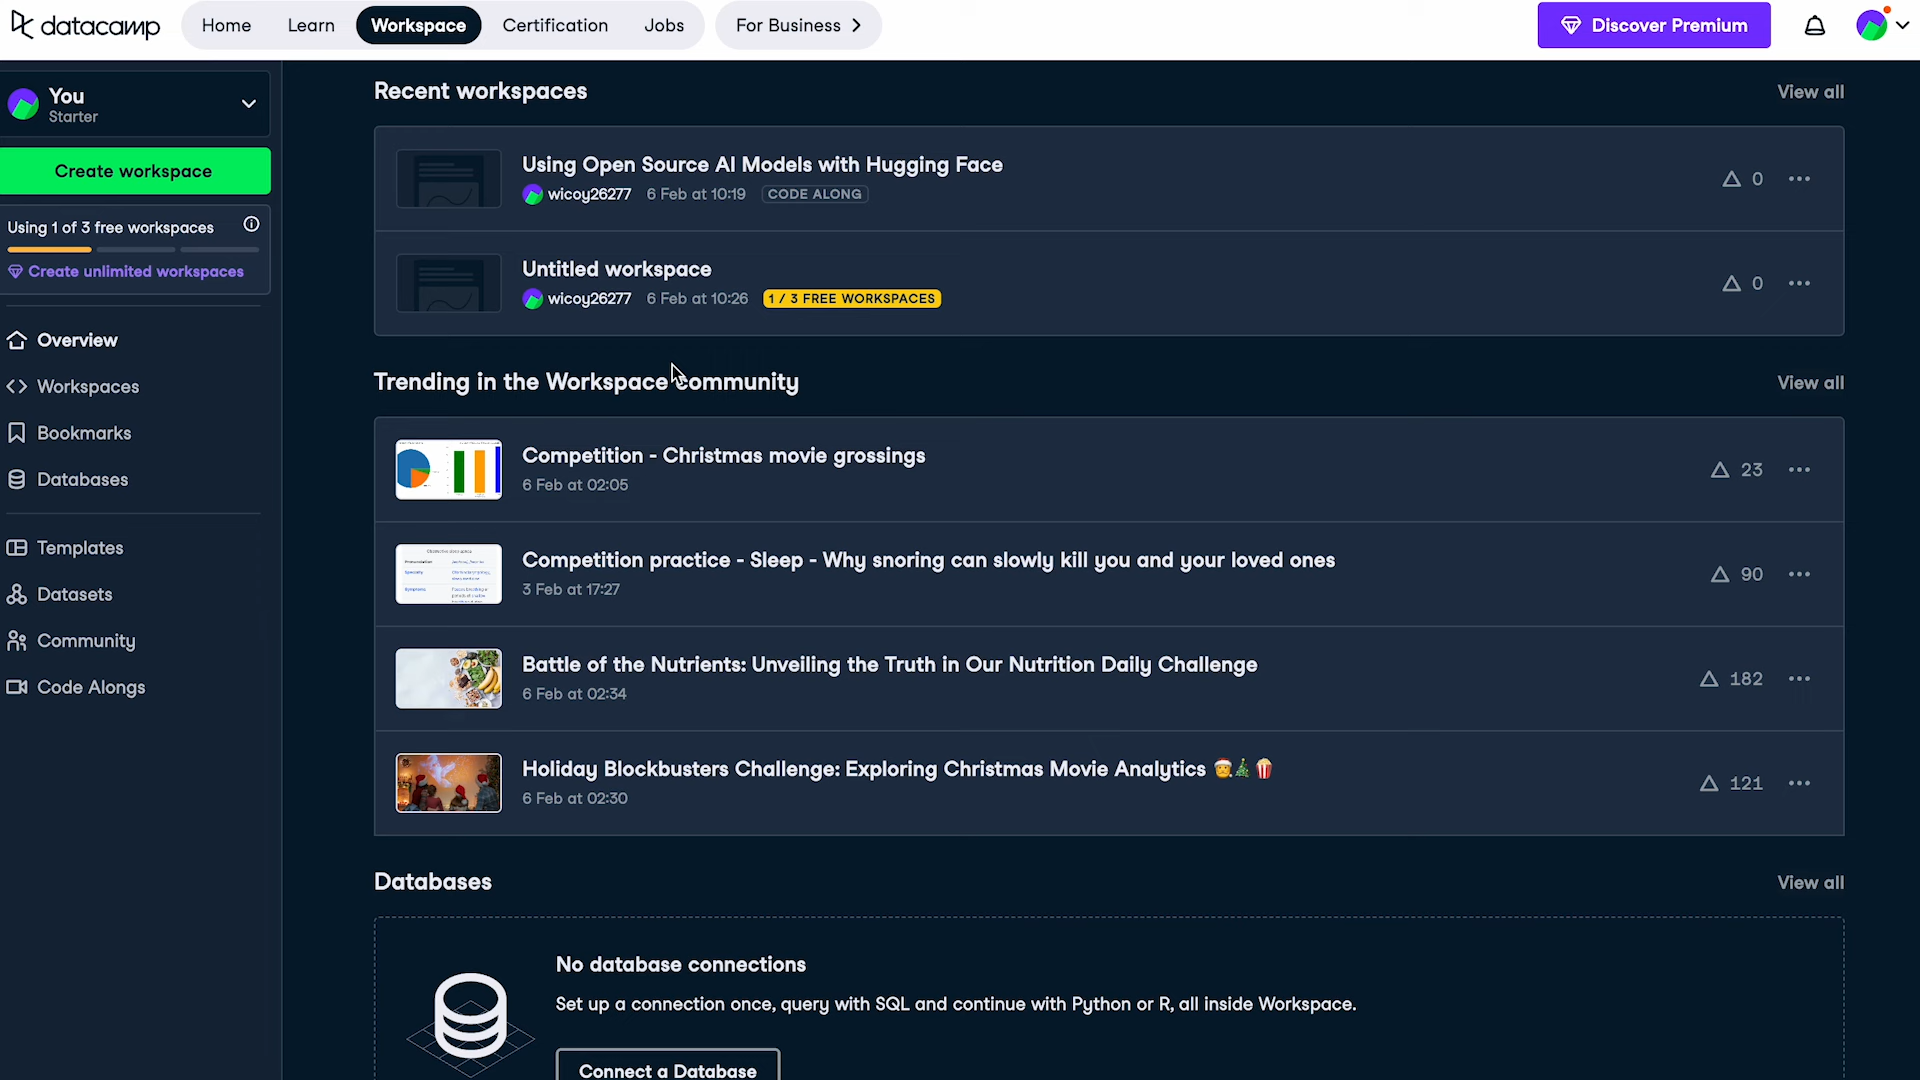 datacamp
Home
Learn
Workspace
Certification
Jobs
For Business
Discover Premium
You
Starter
Create workspace
Using 1 of 3 free workspaces
Create unlimited workspaces
Overview
Workspaces
Bookmarks
Databases
Templates
Datasets
Community
Code Alongs
Recent workspaces
View all
Using Open Source AI Models with Hugging Face
wicoy26277 6 Feb at 10:19 CODE ALONG
0
Untitled workspace
wicoy26277 6 Feb at 10:26 1 / 3 FREE WORKSPACES
0
Trending in the Workspace community
View all
Competition - Christmas movie grossings
6 Feb at 02:05
23
Competition practice - Sleep - Why snoring can slowly kill you and your loved ones
3 Feb at 17:27
90
Battle of the Nutrients: Unveiling the Truth in Our Nutrition Daily Challenge
6 Feb at 02:34
182
Holiday Blockbusters Challenge: Exploring Christmas Movie Analytics 🎅🎄🍿
6 Feb at 02:30
121
Databases
View all
No database connections
Set up a connection once, query with SQL and continue with Python or R, all inside Workspace.
Connect a Database